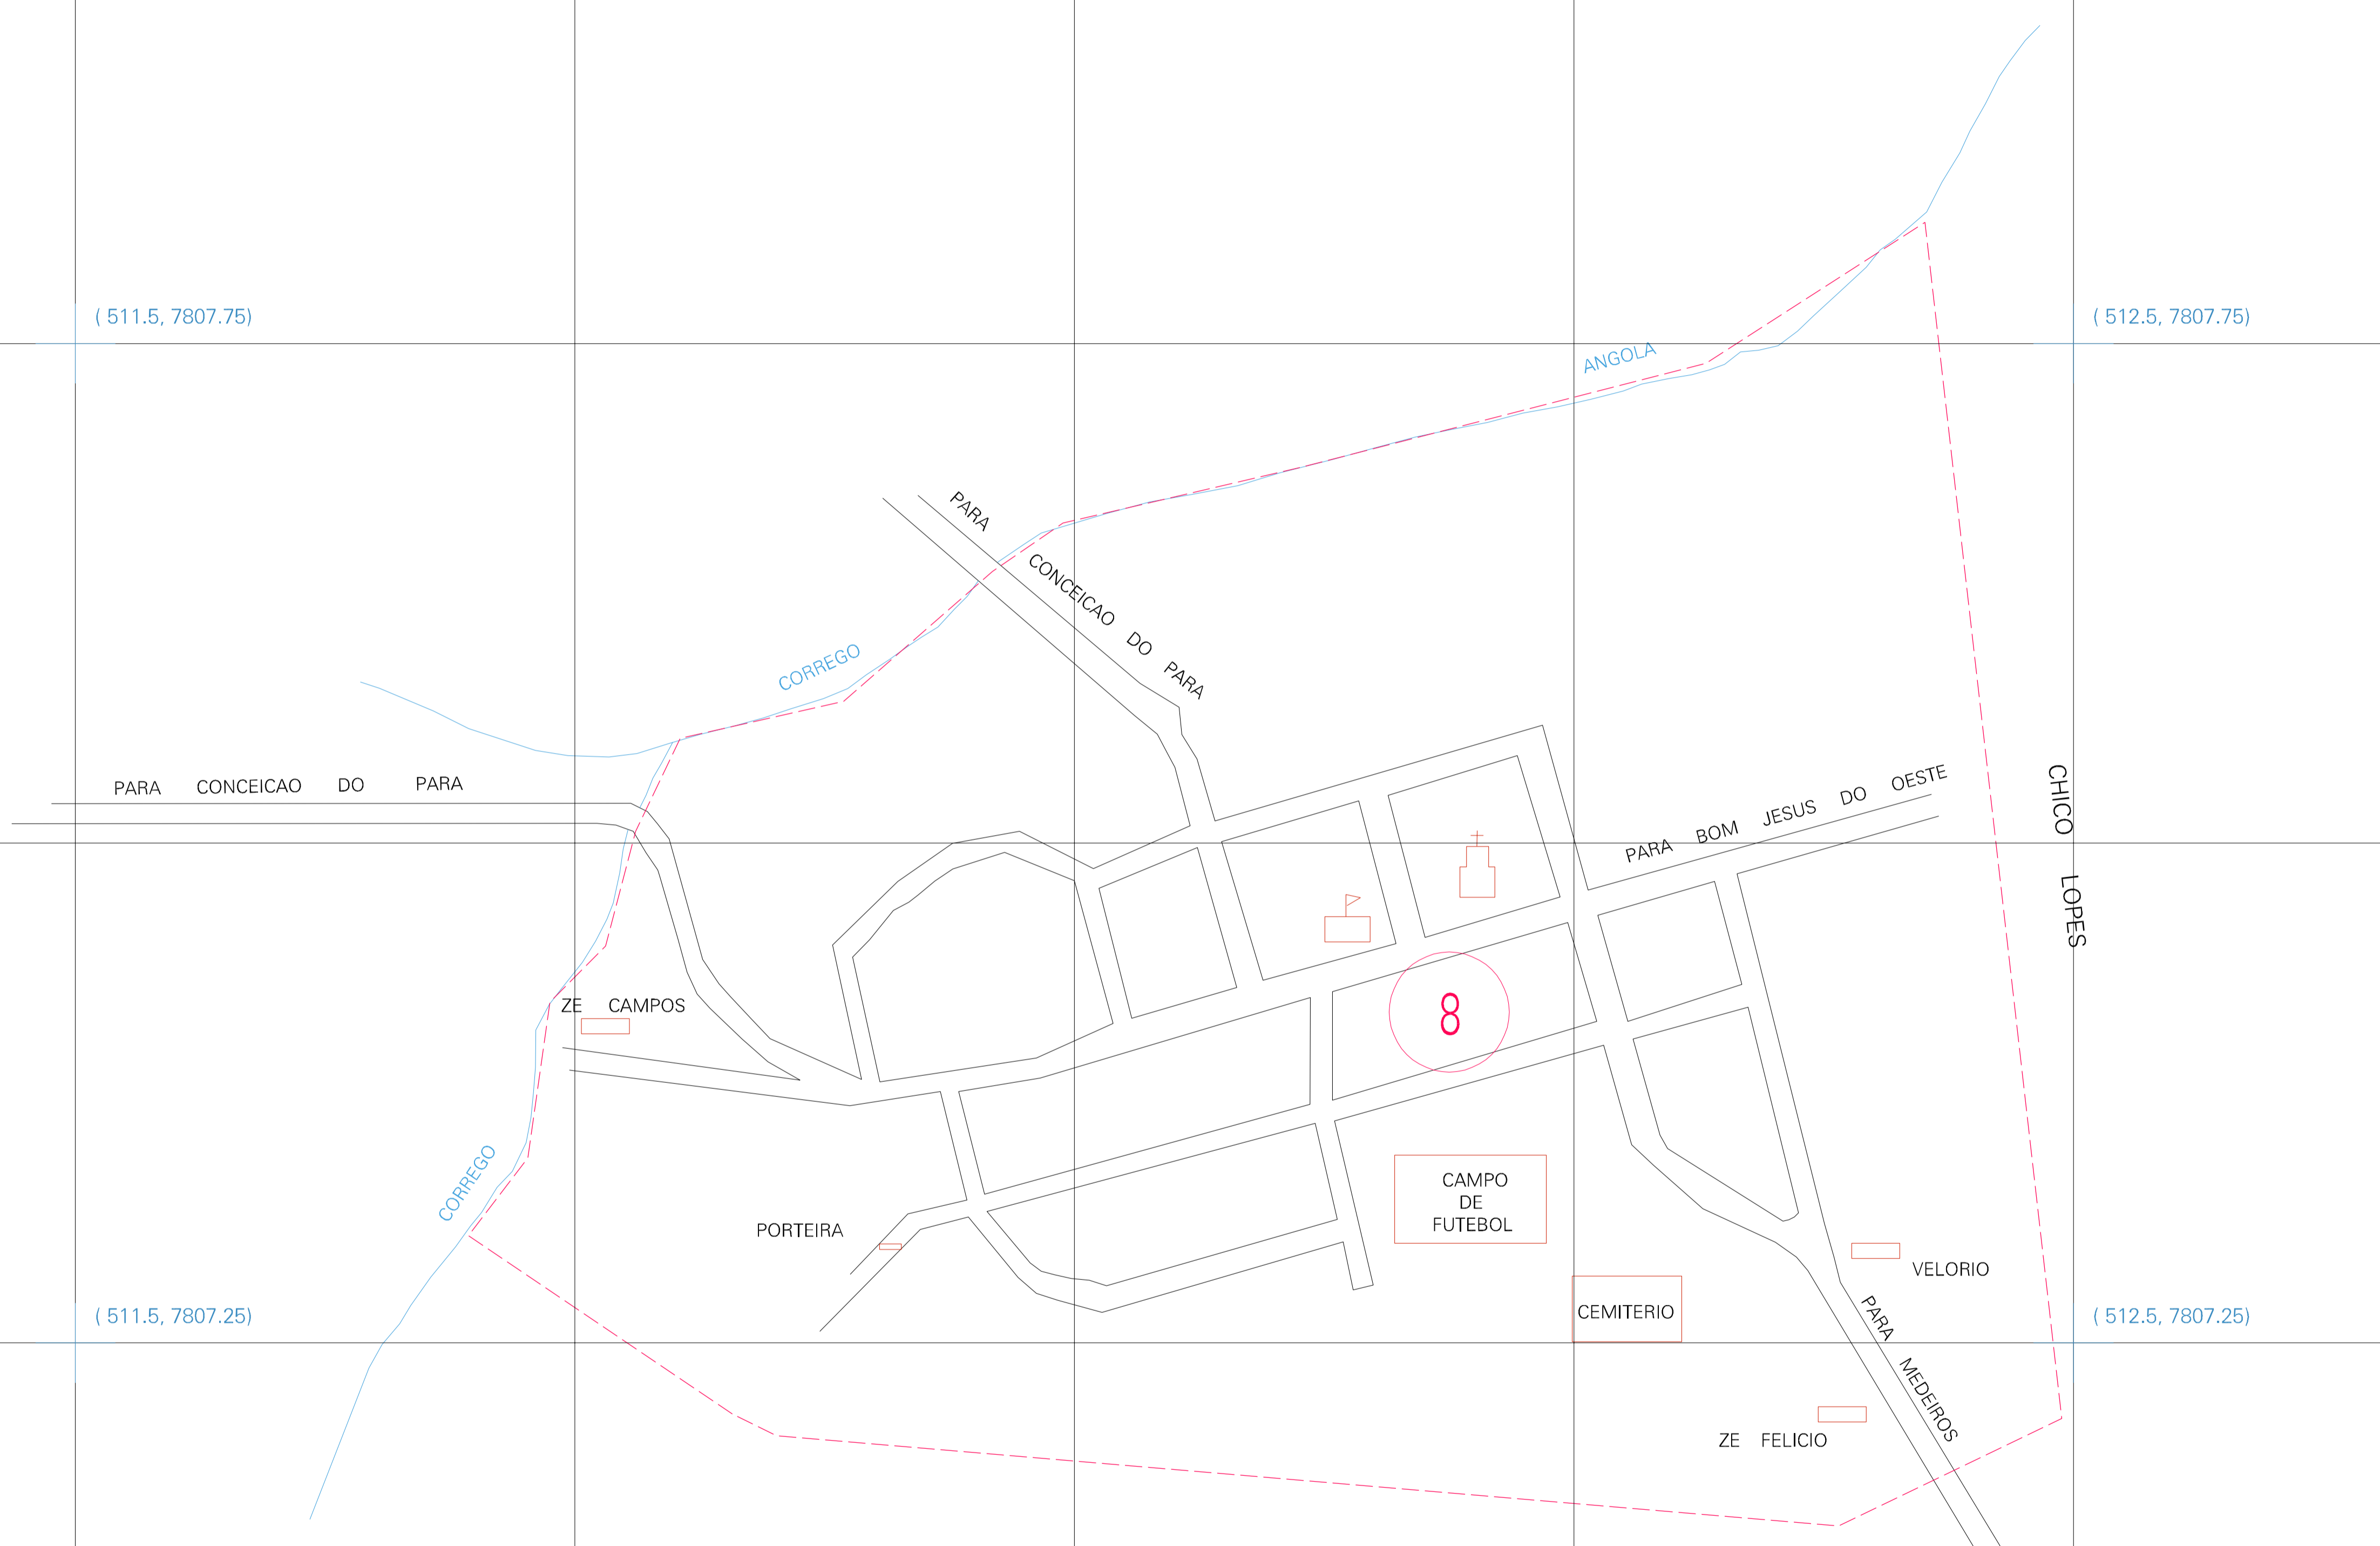 ( 511.5, 7807.75)
( 512.5, 7807.75)
ANGOLA
PARA CONCEICAO DO PARA
CORREGO
PARA CONCEICAO DO PARA
PARA BOM JESUS DO OESTE
CHICO LOPES
ZE CAMPOS
8
CORREGO
PORTEIRA
CAMPO
DE
FUTEBOL
VELORIO
CEMITERIO
( 511.5, 7807.25)
( 512.5, 7807.25)
PARA MEDEIROS
ZE FELICIO